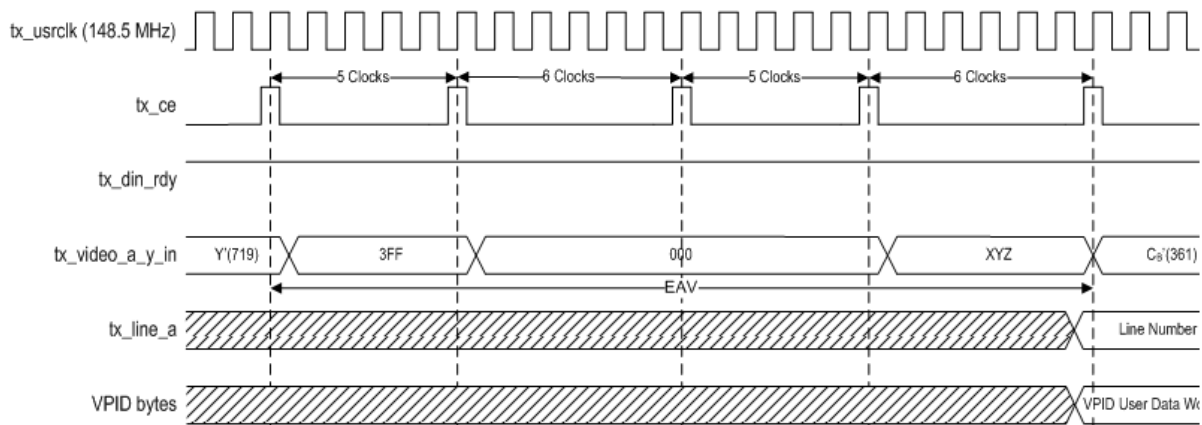 tx_usrclk (148.5 MHz)
5 Clocks
6 Clocks
5 Clocks
6 Clocks
tx_ce
tx_din_rdy
tx_video_a_y_in
Y'(719)
3FF
000
XYZ
CB'(361)
EAV
tx_line_a
Line Number
VPID bytes
VPID User Data Wo